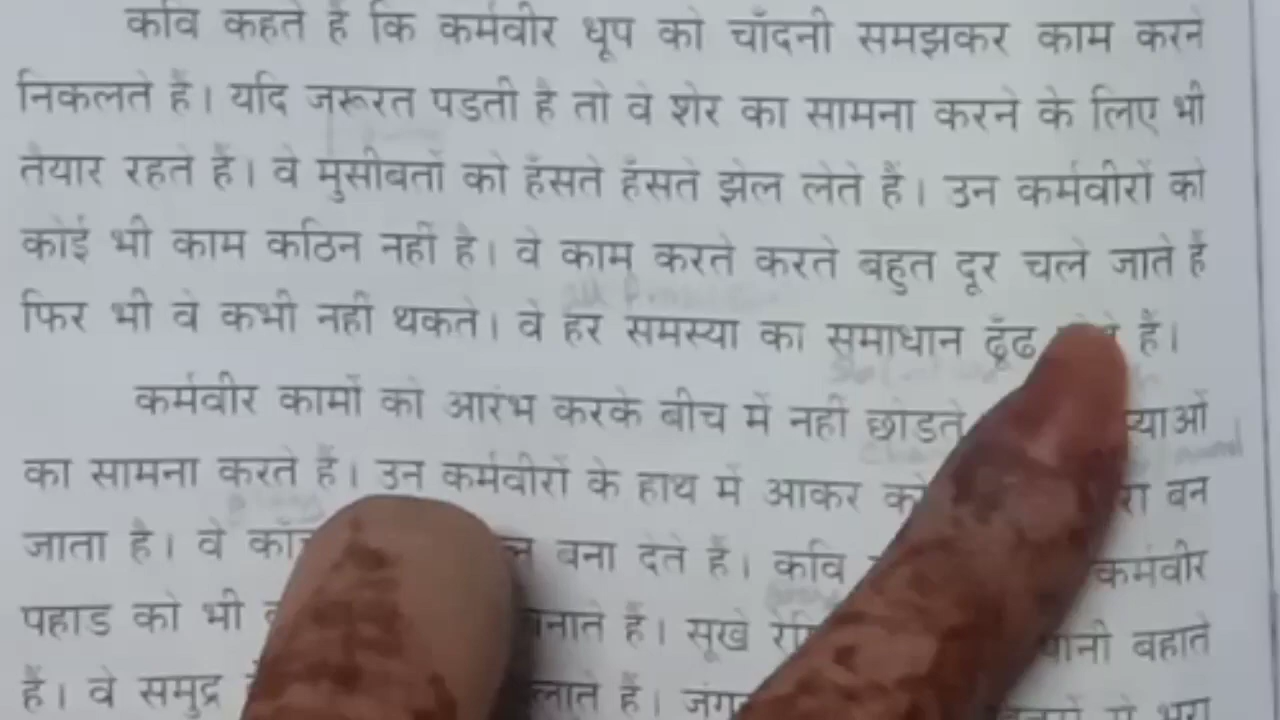 कवि कहते हैं कि कर्मवीर धूप को चाँदनी समझकर काम करने
निकलते हैं। यदि जरूरत पडती है तो वे शेर का सामना करने के लिए भी
तैयार रहते हैं। वे मुसीबतों को हँसते हँसते झेल लेते हैं। उन कर्मवीरों को
कोई भी काम कठिन नहीं है। वे काम करते करते बहुत दूर चले जाते हैं
फिर भी वे कभी नहीं थकते। वे हर समस्या का समाधान ढूँढ हैं।
कर्मवीर कामों को आरंभ करके बीच में नहीं छोडते
का सामना करते हैं। उन कर्मवीरों के हाथ में आकर बन
जाता है। वे बना देते हैं। कवि कर्मवीर
पहाड को भी हैं। सूखे पानी बहाते
हैं। वे समुद्र हैं।